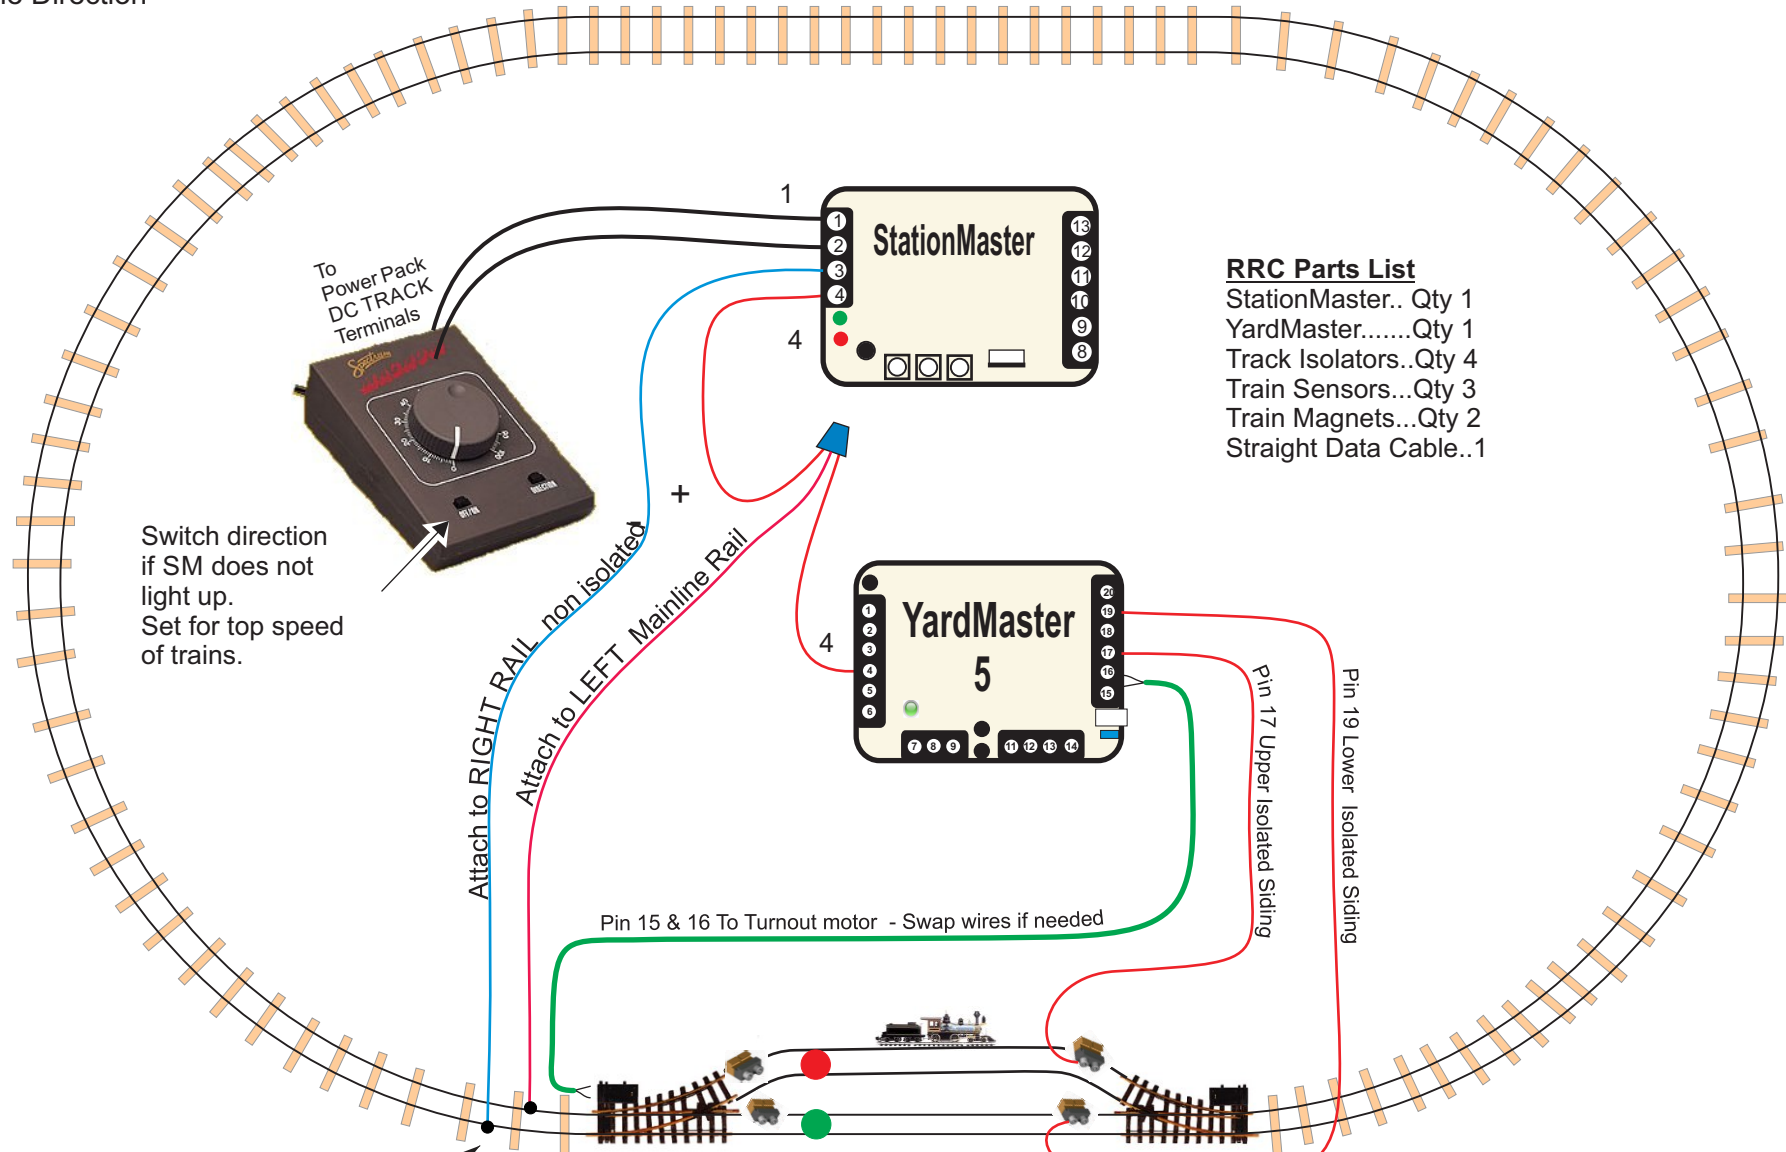 Direction
1
StationMaster
1
2
3
4
13
12
11
10
9
8
4
To
Power Pack
DC TRACK
Terminals
Spectrum
DIRECTION
RRC Parts List
StationMaster.. Qty 1
YardMaster.......Qty 1
Track Isolators..Qty 4
Train Sensors...Qty 3
Train Magnets...Qty 2
Straight Data Cable..1
+
Switch direction
if SM does not
light up.
Set for top speed
of trains.
Attach to RIGHT RAIL non isolated
Attach to LEFT Mainline Rail
4
YardMaster
5
1
2
3
4
5
6
7 8 9
11 12 13 14
20
19
18
17
16
15
Pin 17 Upper Isolated Siding
Pin 19 Lower Isolated Siding
Pin 15 & 16 To Turnout motor - Swap wires if needed